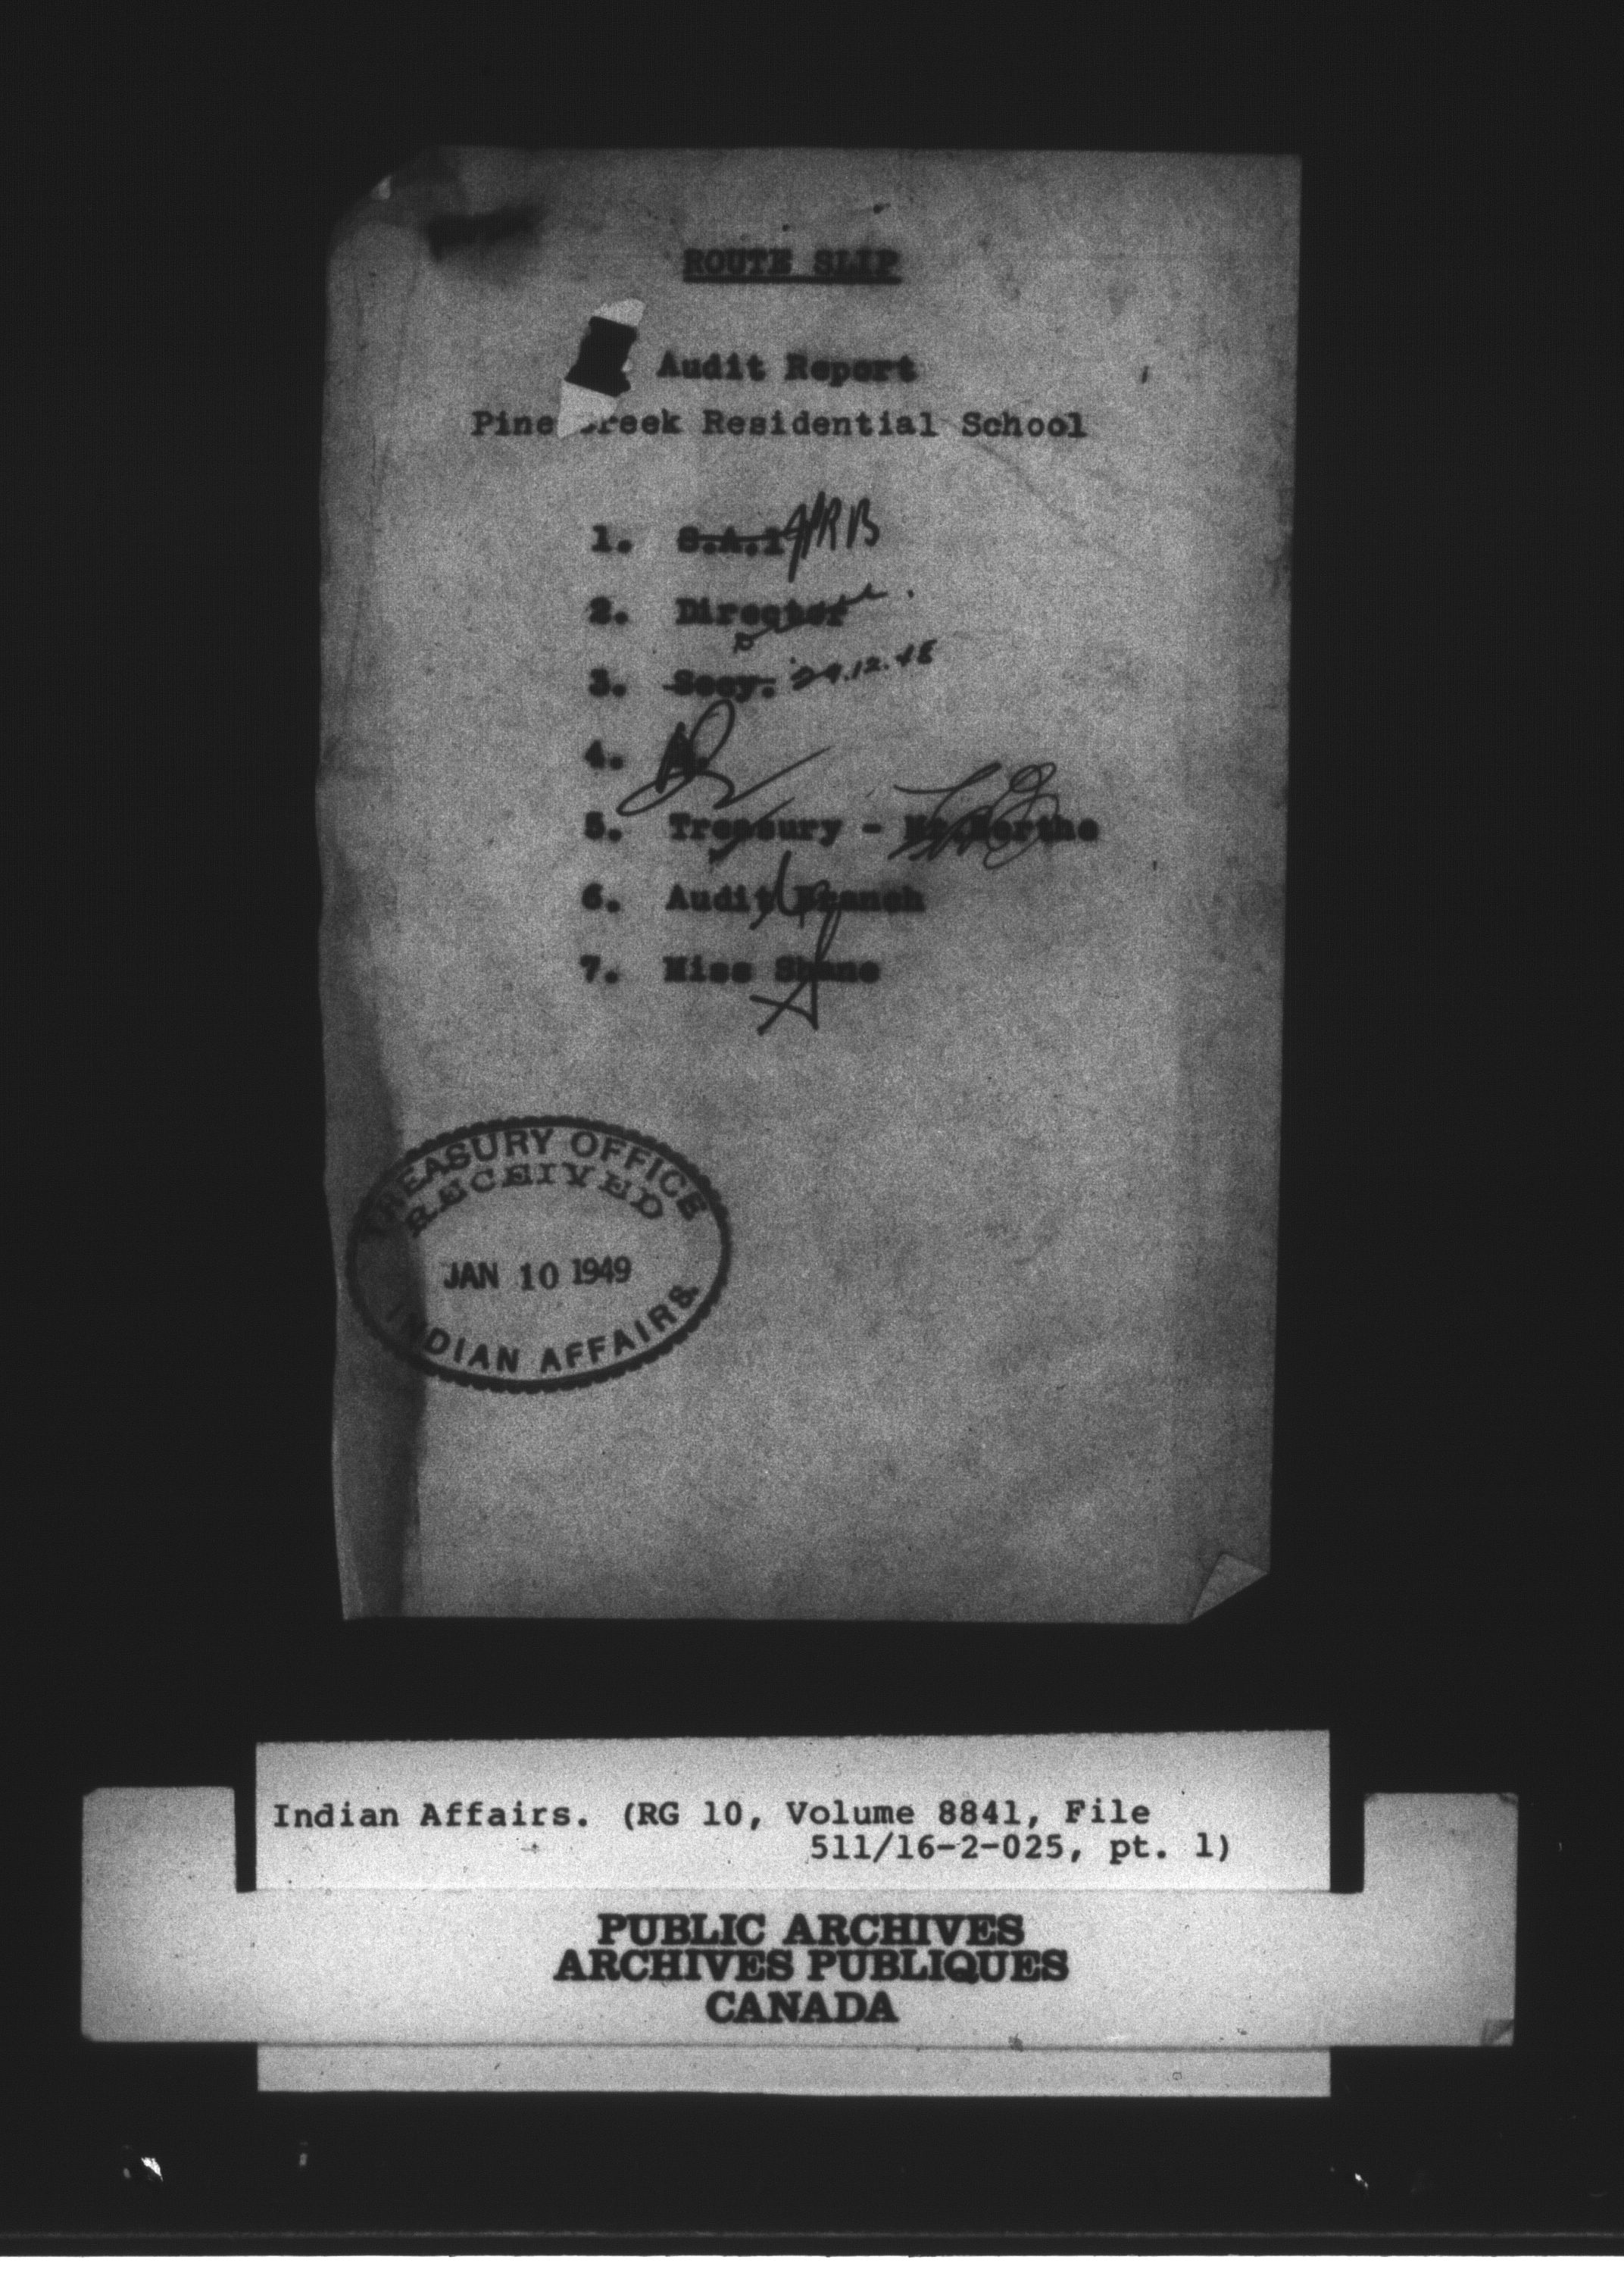 ROUTE SLIP
Audit Report
Pine Creek Residential School
1. S.A.I
2. Director
3. Secy. 29.12.48
4.
5. Treasury -
6. Audit Branch
7. Miss Shane
TREASURY OFFICE
RECEIVED
JAN 10 1949
INDIAN AFFAIRS
Indian Affairs. (RG 10, Volume 8841, File
511/16-2-025, pt. 1)
PUBLIC ARCHIVES
ARCHIVES PUBLIQUES
CANADA